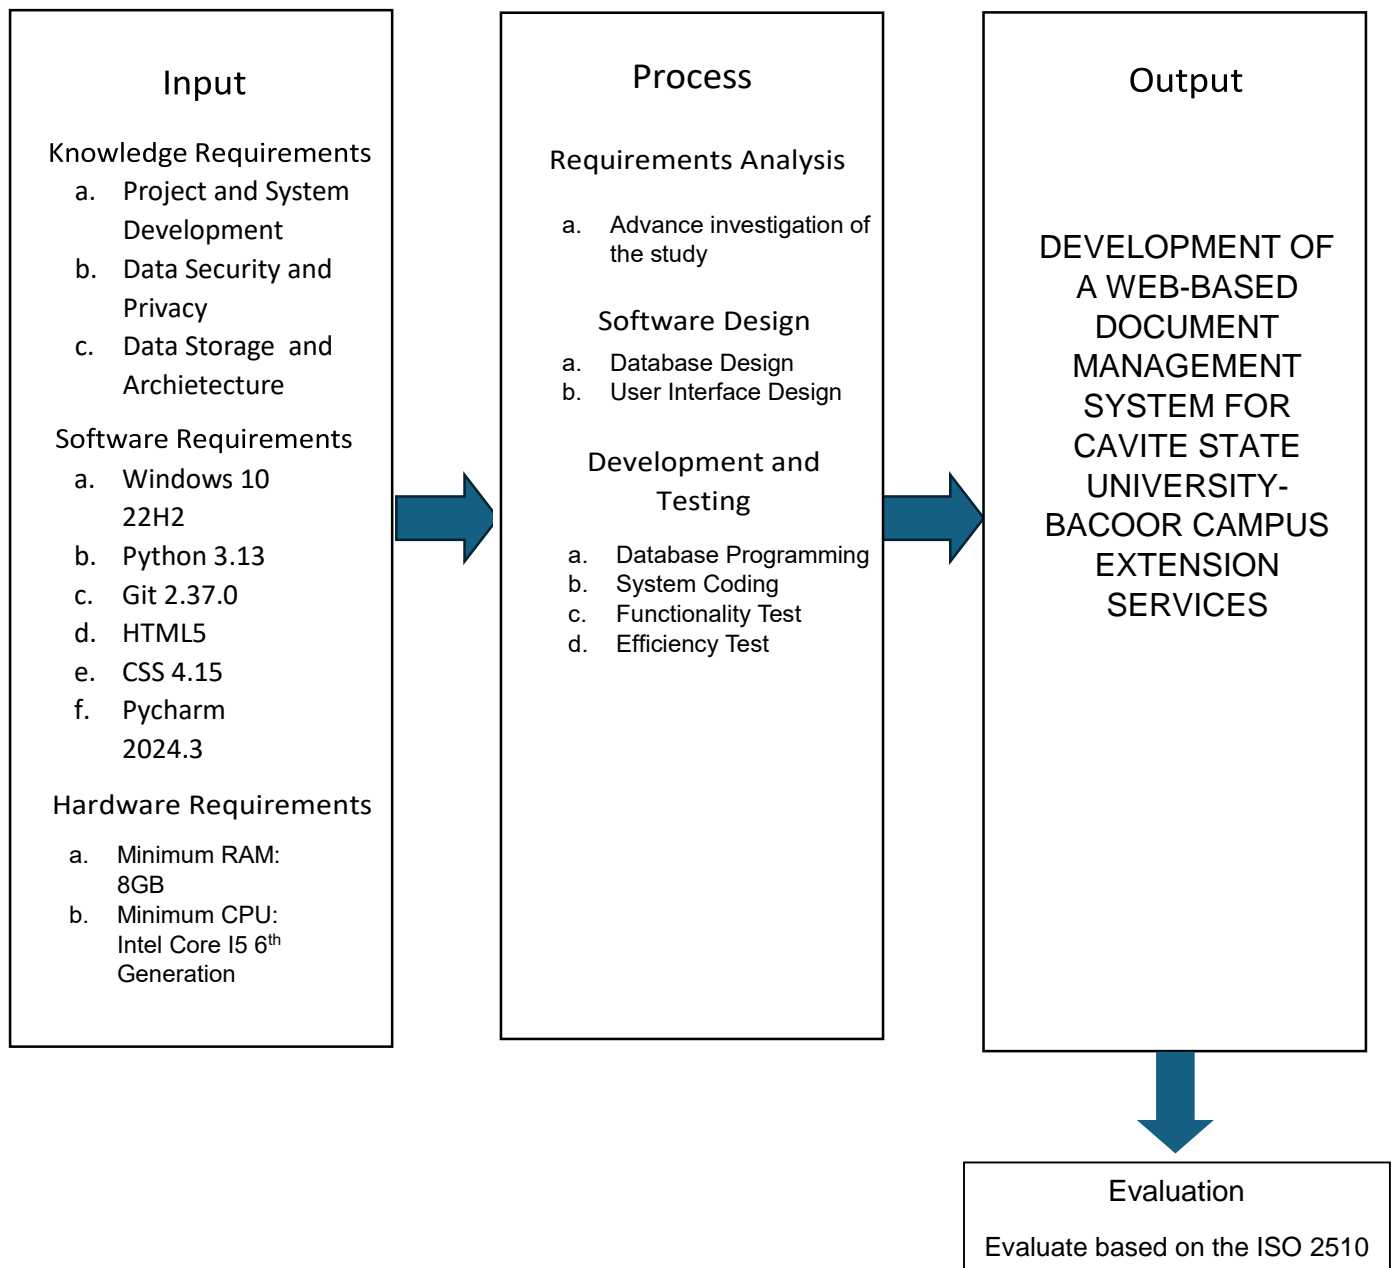 Input
Knowledge Requirements
a. Project and System
Development
b. Data Security and
Privacy
c. Data Storage and
Archietecture
Software Requirements
a. Windows 10
22H2
b. Python 3.13
c. Git 2.37.0
d. HTML5
e. CSS 4.15
f. Pycharm
2024.3
Hardware Requirements
a. Minimum RAM:
8GB
b. Minimum CPU:
Intel Core I5 6th
Generation
Process
Requirements Analysis
a. Advance investigation of
the study
Software Design
a. Database Design
b. User Interface Design
Development and
Testing
a. Database Programming
b. System Coding
c. Functionality Test
d. Efficiency Test
Output
DEVELOPMENT OF
A WEB-BASED
DOCUMENT
MANAGEMENT
SYSTEM FOR
CAVITE STATE
UNIVERSITY-
BACOOR CAMPUS
EXTENSION
SERVICES
Evaluation
Evaluate based on the ISO 2510